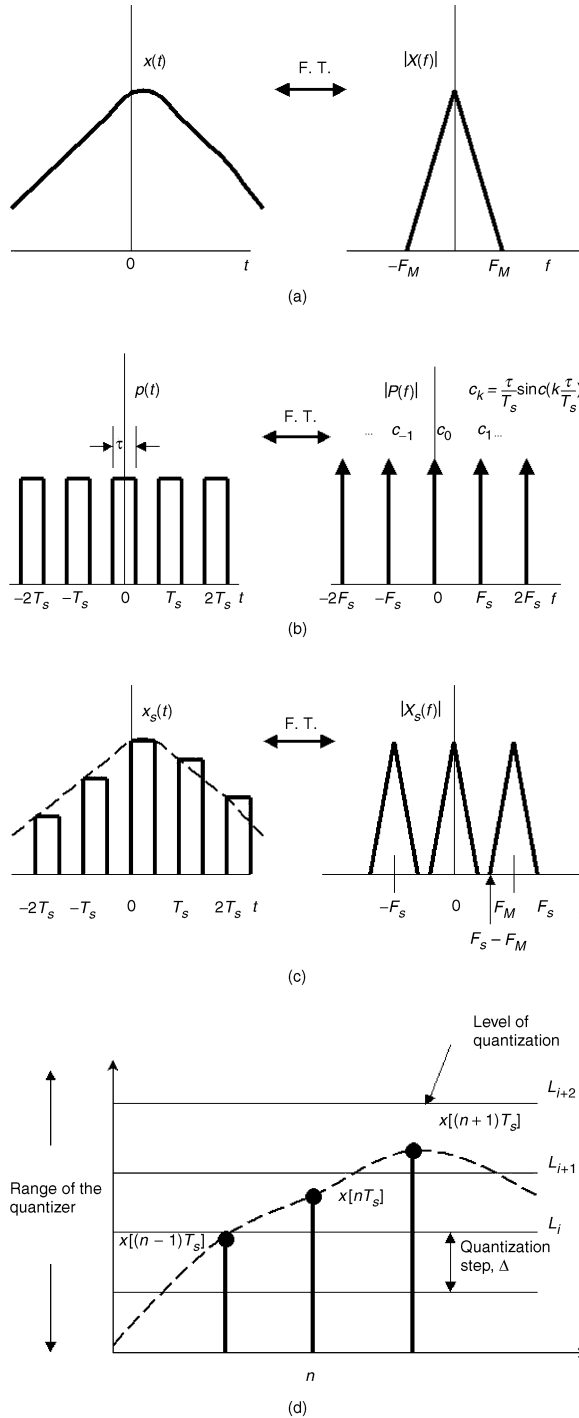 x(t)
F. T.
|X(f)|
0
t
−F_M
F_M
f
(a)
p(t)
τ
F. T.
|P(f)|
c_k = τ/T_s sinc(k τ/T_s)
... c_−1 c_0 c_1 ...
−2T_s −T_s 0 T_s 2T_s t
−2F_s −F_s 0 F_s 2F_s f
(b)
x_s(t)
F. T.
|X_s(f)|
−2T_s −T_s 0 T_s 2T_s t
−F_s 0 F_M F_s
F_s − F_M
(c)
Level of
quantization
L_i+2
x[(n + 1)T_s]
L_i+1
Range of the
quantizer
x[nT_s]
L_i
x[(n − 1)T_s]
Quantization
step, Δ
n
(d)